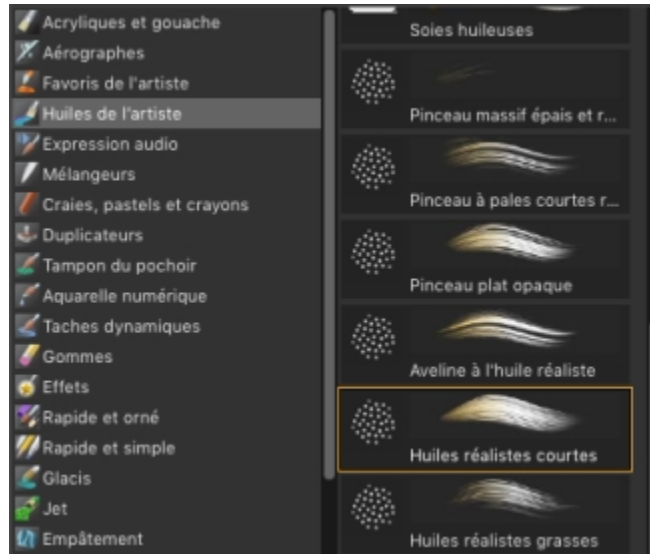 Acryliques et gouache
Aérographes
Favoris de l'artiste
Huiles de l'artiste
Expression audio
Mélangeurs
Craies, pastels et crayons
Duplicateurs
Tampon du pochoir
Aquarelle numérique
Taches dynamiques
Gommes
Effets
Rapide et orné
Rapide et simple
Glacis
Jet
Empâtement
Soies huileuses
Pinceau massif épais et r...
Pinceau à pales courtes r...
Pinceau plat opaque
Aveline à l'huile réaliste
Huiles réalistes courtes
Huiles réalistes grasses